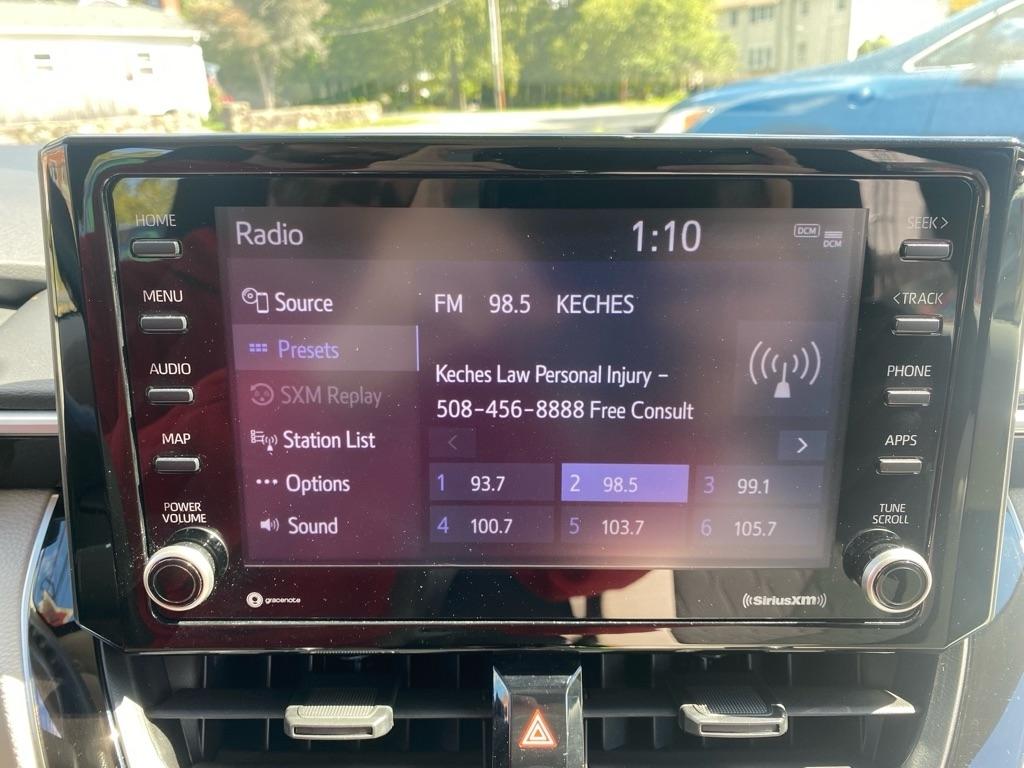 HOME
MENU
AUDIO
MAP
POWER
VOLUME
Radio 1:10 DCM DCM
Source
Presets
SXM Replay
Station List
Options
Sound
FM 98.5 KECHES
Keches Law Personal Injury –
508-456-8888 Free Consult
< >
1 93.7 2 98.5 3 99.1
4 100.7 5 103.7 6 105.7
SEEK >
< TRACK
PHONE
APPS
TUNE
SCROLL
gracenote
((SiriusXM))